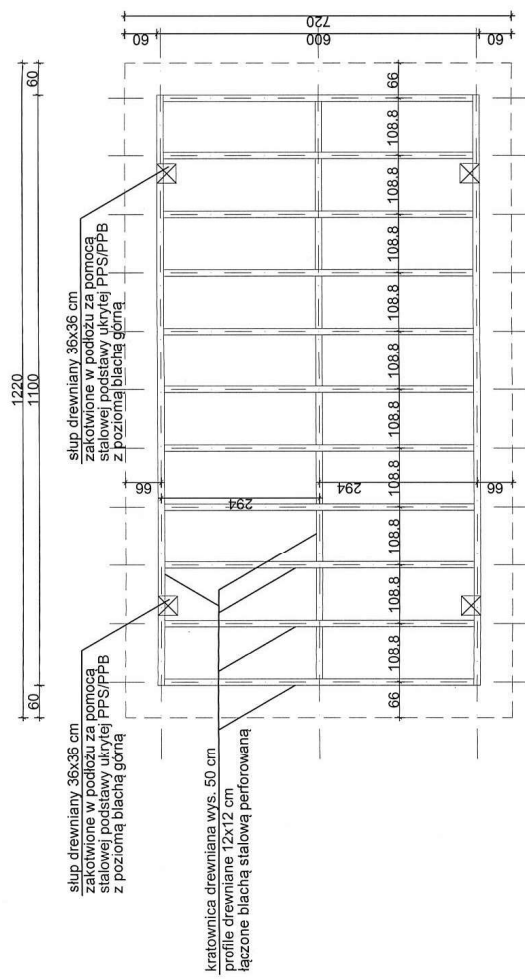 1220
60
1100
60
słup drewniany 36x36 cm
zakotwione w podłożu za pomocą
stalowej podstawy ukrytej PPS/PPB
z poziomą blachą górną
słup drewniany 36x36 cm
zakotwione w podłożu za pomocą
stalowej podstawy ukrytej PPS/PPB
z poziomą blachą górną
kratownica drewniana wys. 50 cm
profile drewniane 12x12 cm
łączone blachą stalową perforowaną
66
294
294
66
66
108.8
108.8
108.8
108.8
108.8
108.8
108.8
108.8
108.8
108.8
66
60
600
60
720